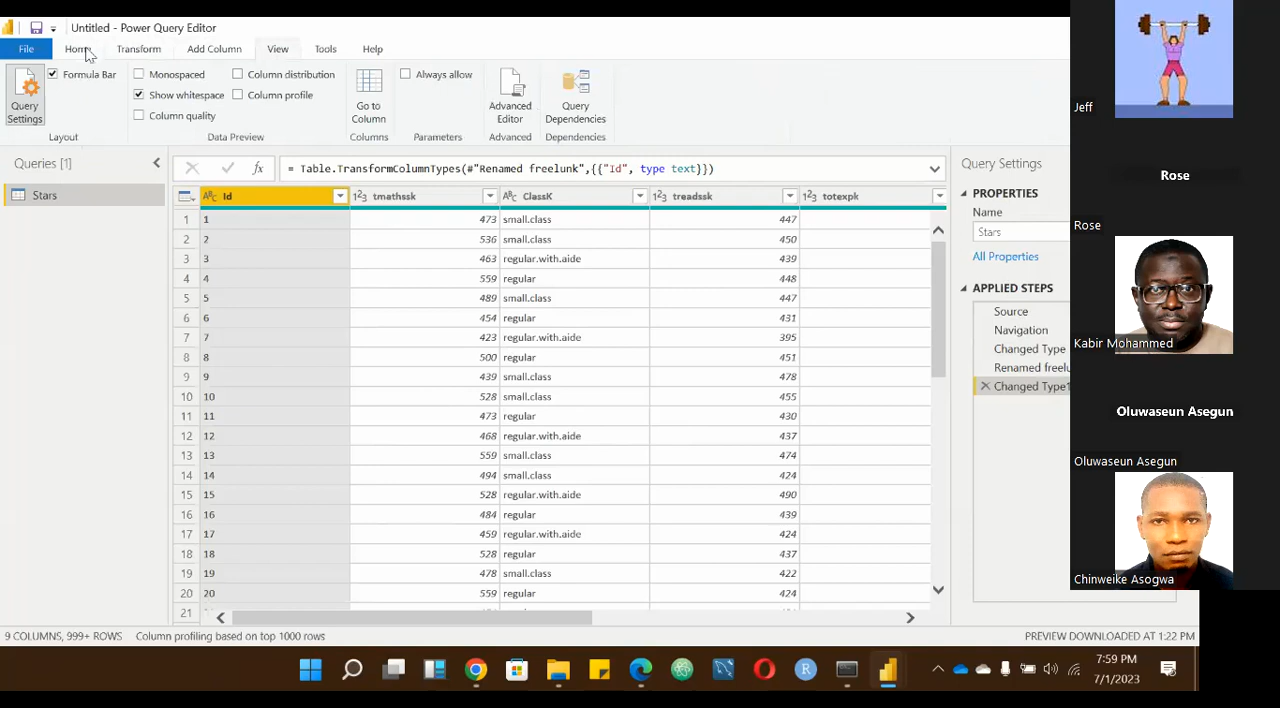 Untitled - Power Query Editor
File Home Transform Add Column View Tools Help
Query Settings
Formula Bar
Layout
Monospaced
Show whitespace
Column quality
Column distribution
Column profile
Data Preview
Go to Column
Columns
Always allow
Parameters
Advanced Editor
Advanced
Query Dependencies
Dependencies
Queries [1]
Stars
fx = Table.TransformColumnTypes(#"Renamed freelunk",{{"Id", type text}})
Id tmathssk ClassK treadssk totexpk
1 1 473 small.class 447
2 2 536 small.class 450
3 3 463 regular.with.aide 439
4 4 559 regular 448
5 5 489 small.class 447
6 6 454 regular 431
7 7 423 regular.with.aide 395
8 8 500 regular 451
9 9 439 small.class 478
10 10 528 small.class 455
11 11 473 regular 430
12 12 468 regular.with.aide 437
13 13 559 small.class 474
14 14 494 small.class 424
15 15 528 regular.with.aide 490
16 16 484 regular 439
17 17 459 regular.with.aide 424
18 18 528 regular 437
19 19 478 small.class 422
20 20 559 regular 424
21
Query Settings
PROPERTIES
Name
Stars
All Properties
APPLIED STEPS
Source
Navigation
Changed Type
Renamed freelu
Changed Type1
9 COLUMNS, 999+ ROWS Column profiling based on top 1000 rows
PREVIEW DOWNLOADED AT 1:22 PM
7:59 PM
7/1/2023
Jeff
Rose
Rose
Kabir Mohammed
Oluwaseun Asegun
Oluwaseun Asegun
Chinweike Asogwa